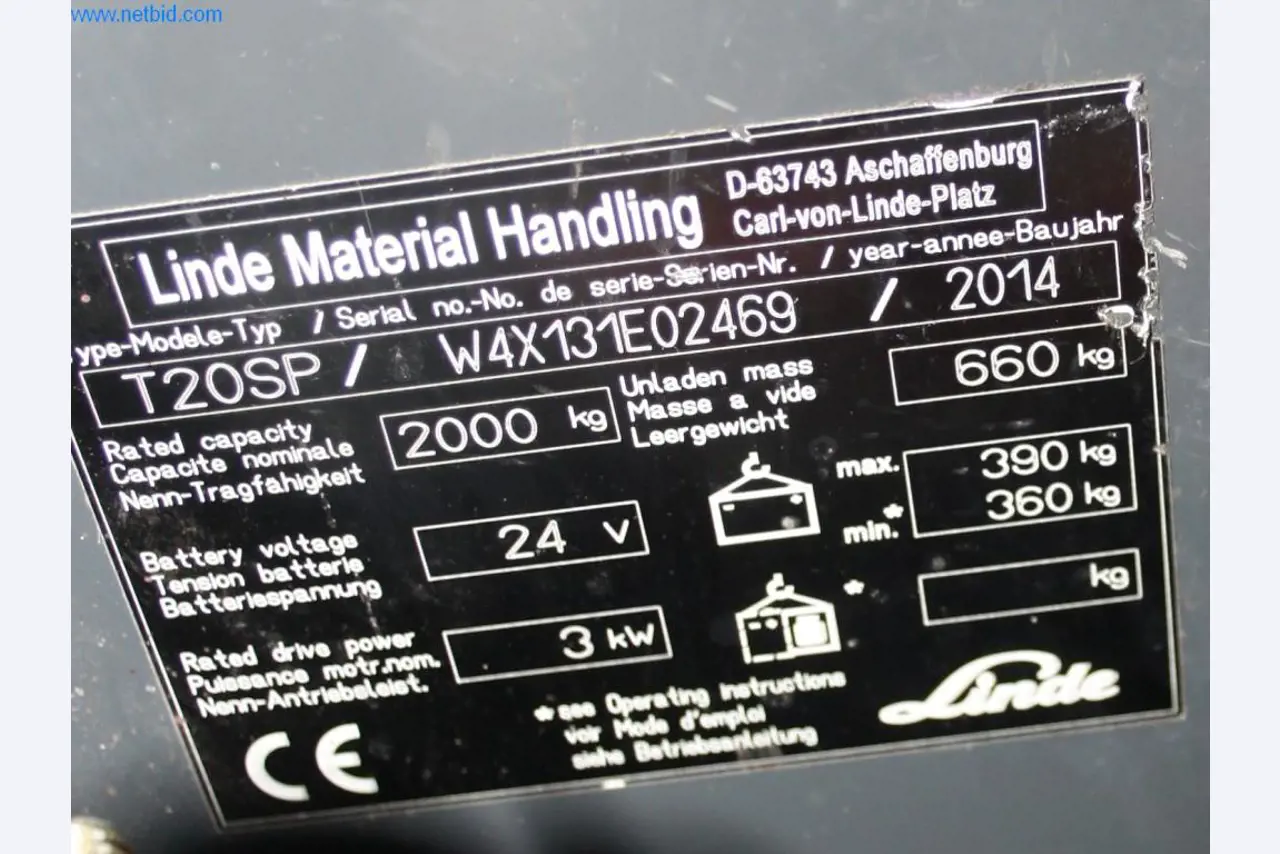 www.netbid.com
Linde Material Handling
D-63743 Aschaffenburg
Carl-von-Linde-Platz
ype-Modele-Typ / Serial no.-No. de serie-Serien-Nr. / year-annee-Baujahr
T20SP / W4X131E02469 / 2014
Rated capacity
Capacite nominale
Nenn-Tragfähigkeit
2000 kg
Unladen mass
Masse a vide
Leergewicht
660 kg
Battery voltage
Tension batterie
Batteriespannung
24 V
max. 390 kg
min.* 360 kg
Rated drive power
Puissance motr.nom.
Nenn-Antriebsleist.
3 kW
* kg
*see Operating instructions
voir Mode d'emploi
siehe Betriebsanleitung
CE
Linde